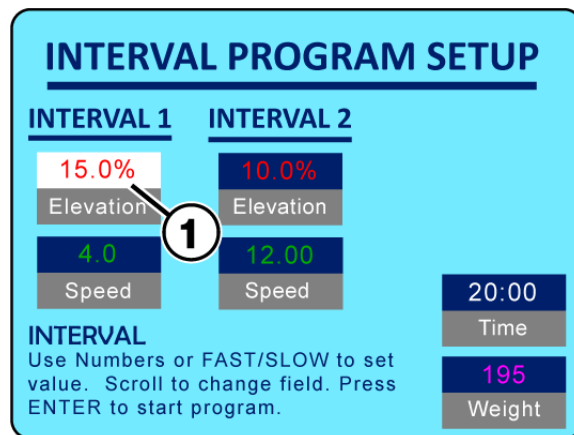 INTERVAL PROGRAM SETUP
INTERVAL 1
INTERVAL 2
15.0%
Elevation
10.0%
Elevation
1
4.0
Speed
12.00
Speed
20:00
Time
INTERVAL
Use Numbers or FAST/SLOW to set
value. Scroll to change field. Press
ENTER to start program.
195
Weight